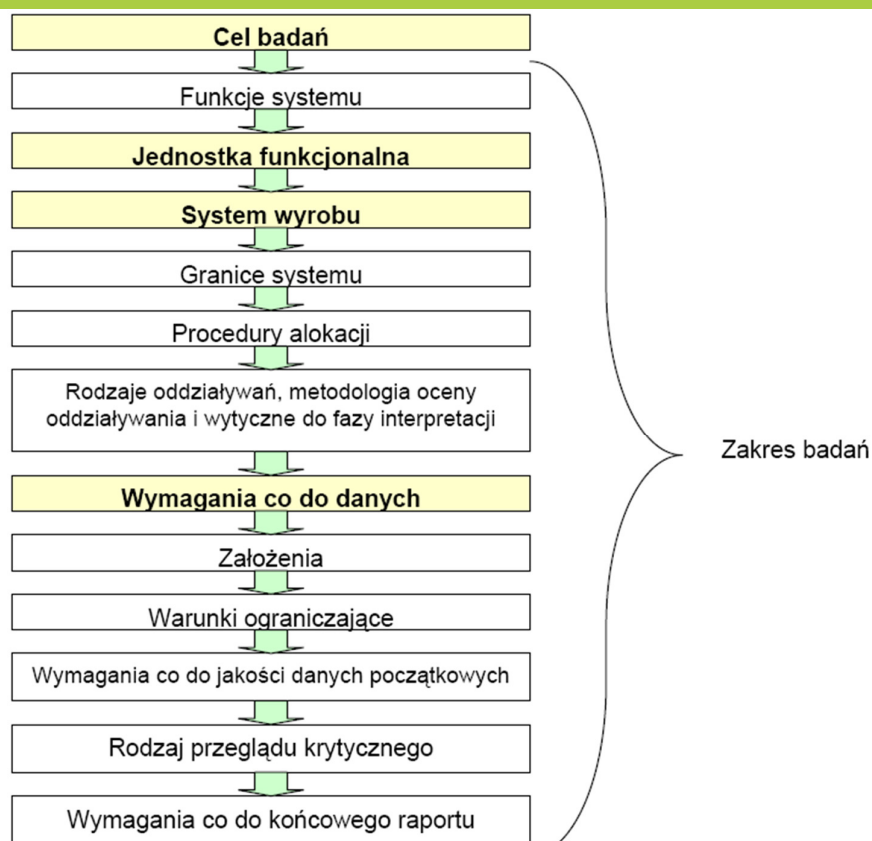 Cel badań
Funkcje systemu
Jednostka funkcjonalna
System wyrobu
Granice systemu
Procedury alokacji
Rodzaje oddziaływań, metodologia oceny
oddziaływania i wytyczne do fazy interpretacji
Wymagania co do danych
Założenia
Warunki ograniczające
Wymagania co do jakości danych początkowych
Rodzaj przeglądu krytycznego
Wymagania co do końcowego raportu
Zakres badań